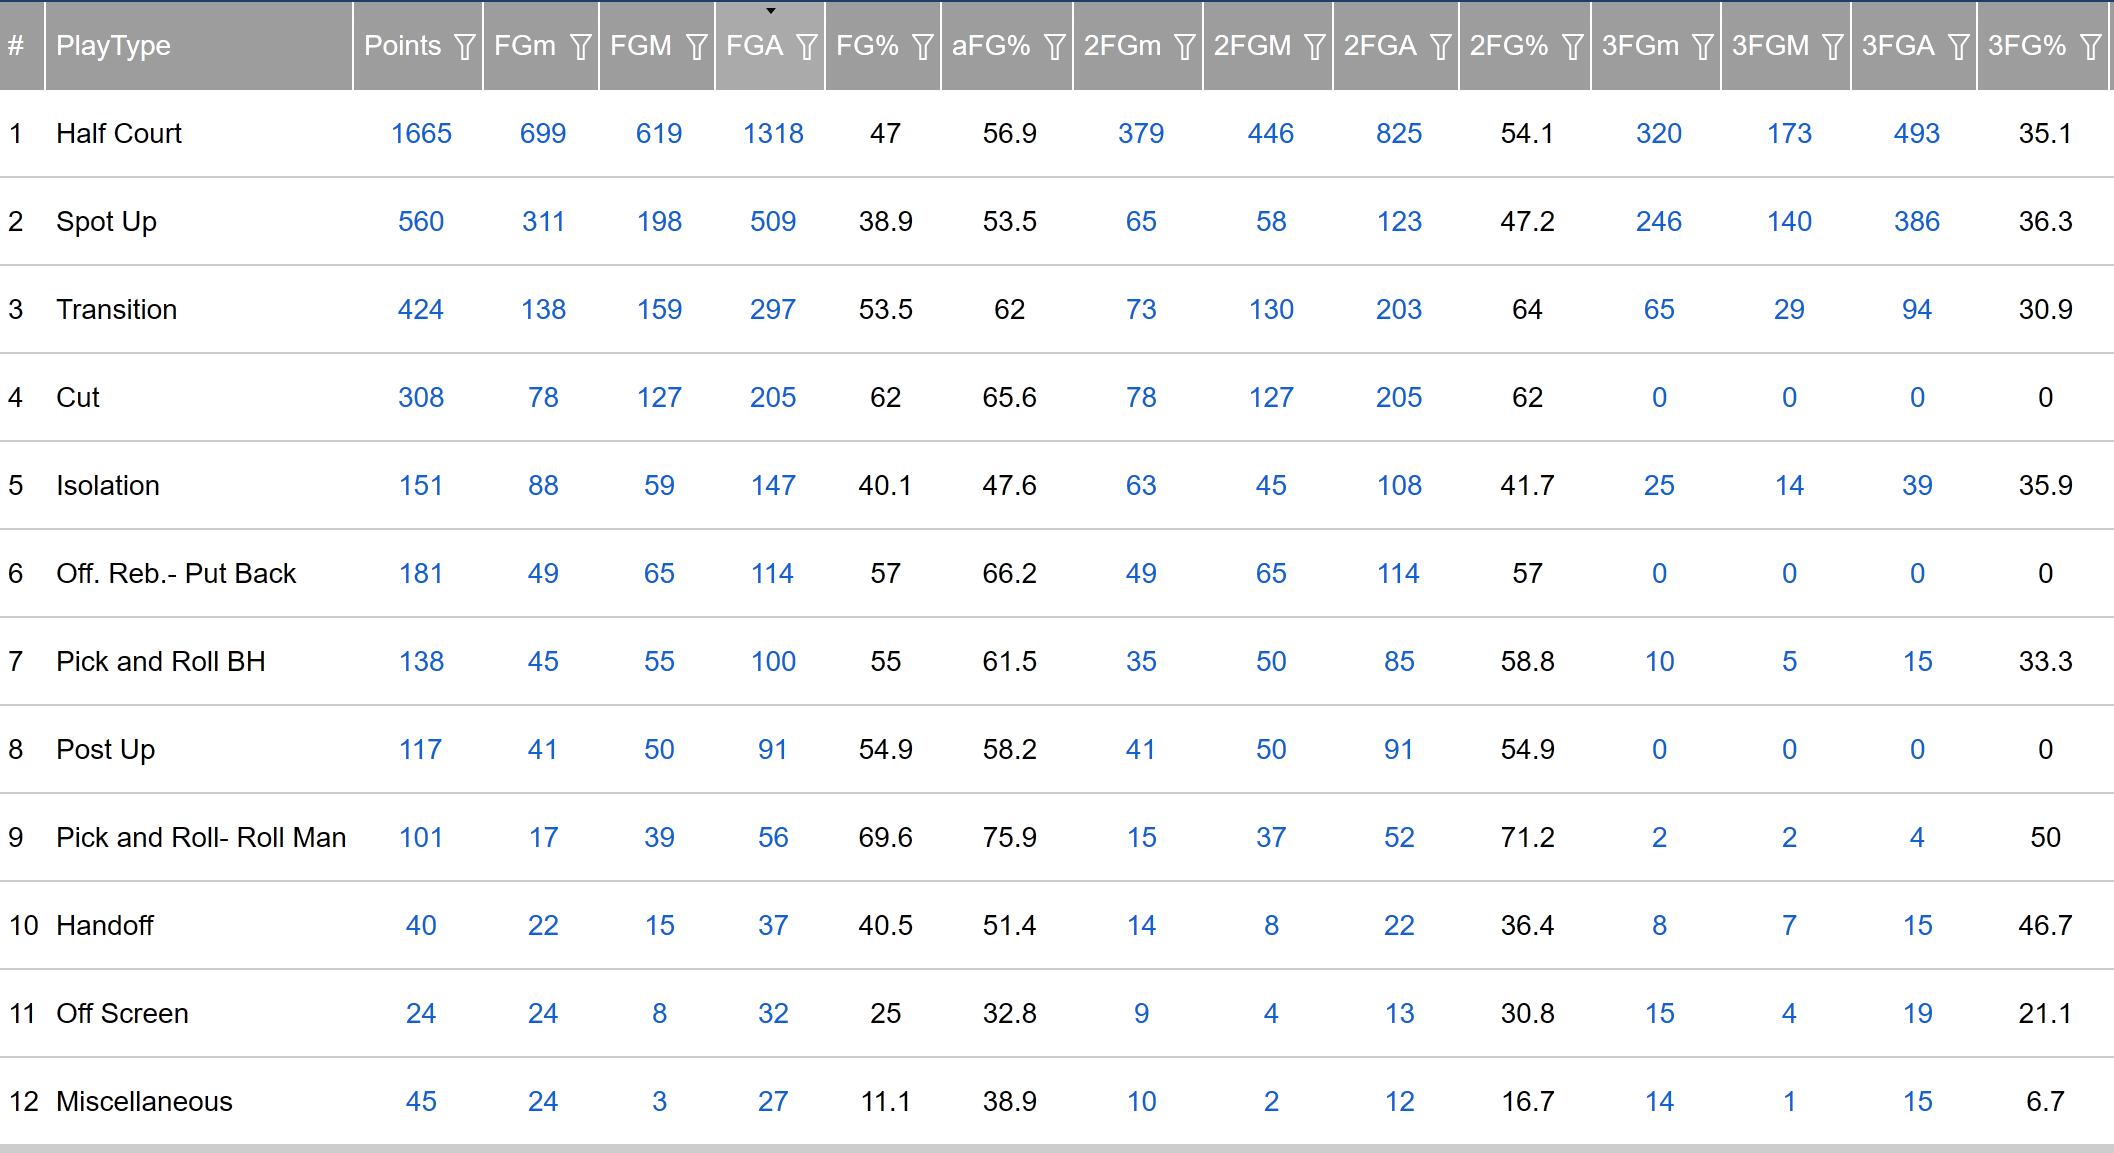 # PlayType Points FGm FGM FGA FG% aFG% 2FGm 2FGM 2FGA 2FG% 3FGm 3FGM 3FGA 3FG%
1 Half Court 1665 699 619 1318 47 56.9 379 446 825 54.1 320 173 493 35.1
2 Spot Up 560 311 198 509 38.9 53.5 65 58 123 47.2 246 140 386 36.3
3 Transition 424 138 159 297 53.5 62 73 130 203 64 65 29 94 30.9
4 Cut 308 78 127 205 62 65.6 78 127 205 62 0 0 0 0
5 Isolation 151 88 59 147 40.1 47.6 63 45 108 41.7 25 14 39 35.9
6 Off. Reb.- Put Back 181 49 65 114 57 66.2 49 65 114 57 0 0 0 0
7 Pick and Roll BH 138 45 55 100 55 61.5 35 50 85 58.8 10 5 15 33.3
8 Post Up 117 41 50 91 54.9 58.2 41 50 91 54.9 0 0 0 0
9 Pick and Roll- Roll Man 101 17 39 56 69.6 75.9 15 37 52 71.2 2 2 4 50
10 Handoff 40 22 15 37 40.5 51.4 14 8 22 36.4 8 7 15 46.7
11 Off Screen 24 24 8 32 25 32.8 9 4 13 30.8 15 4 19 21.1
12 Miscellaneous 45 24 3 27 11.1 38.9 10 2 12 16.7 14 1 15 6.7